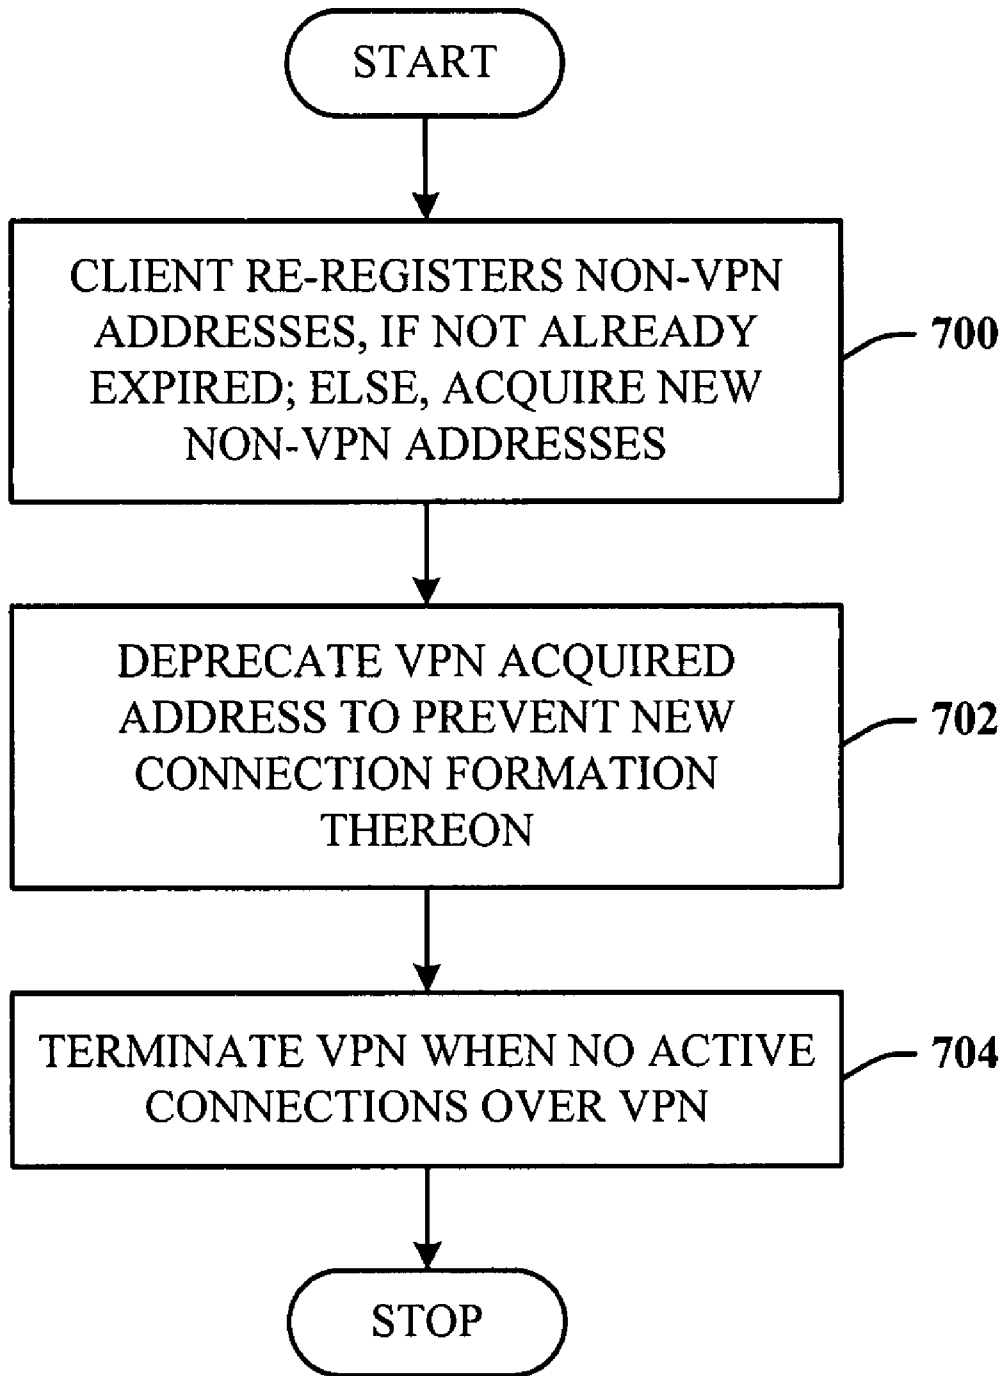 START
CLIENT RE-REGISTERS NON-VPN
ADDRESSES, IF NOT ALREADY
EXPIRED; ELSE, ACQUIRE NEW
NON-VPN ADDRESSES
700
DEPRECATE VPN ACQUIRED
ADDRESS TO PREVENT NEW
CONNECTION FORMATION
THEREON
702
TERMINATE VPN WHEN NO ACTIVE
CONNECTIONS OVER VPN
704
STOP